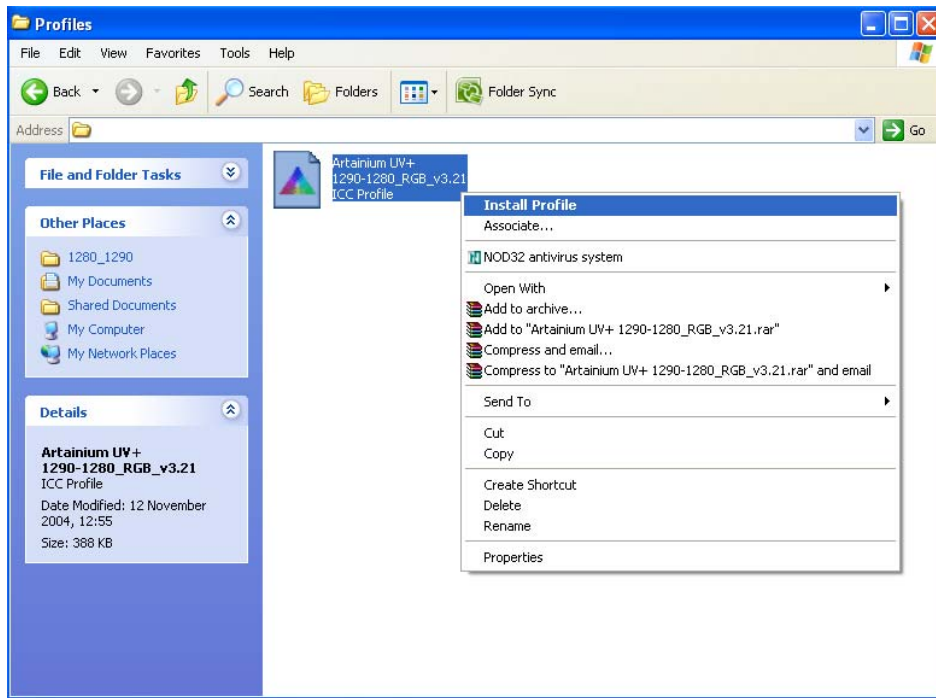 Profiles
File Edit View Favorites Tools Help
Back Search Folders Folder Sync
Address Go
File and Folder Tasks
Other Places
1280_1290
My Documents
Shared Documents
My Computer
My Network Places
Details
Artainium UV+
1290-1280_RGB_v3.21
ICC Profile
Date Modified: 12 November
2004, 12:55
Size: 388 KB
Artainium UV+
1290-1280_RGB_v3.21
ICC Profile
Install Profile
Associate...
NOD32 antivirus system
Open With
Add to archive...
Add to "Artainium UV+ 1290-1280_RGB_v3.21.rar"
Compress and email...
Compress to "Artainium UV+ 1290-1280_RGB_v3.21.rar" and email
Send To
Cut
Copy
Create Shortcut
Delete
Rename
Properties